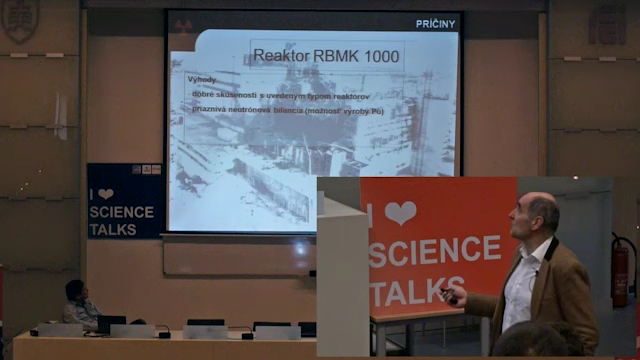 PRÍČINY
Reaktor RBMK 1000
Výhody
dobré skúsenosti s uvedeným typom reaktorov
priaznivá neutrónová bilancia (možnosť výroby Pu)
I ❤
SCIENCE
TALKS
I ❤
SCIENCE
TALKS